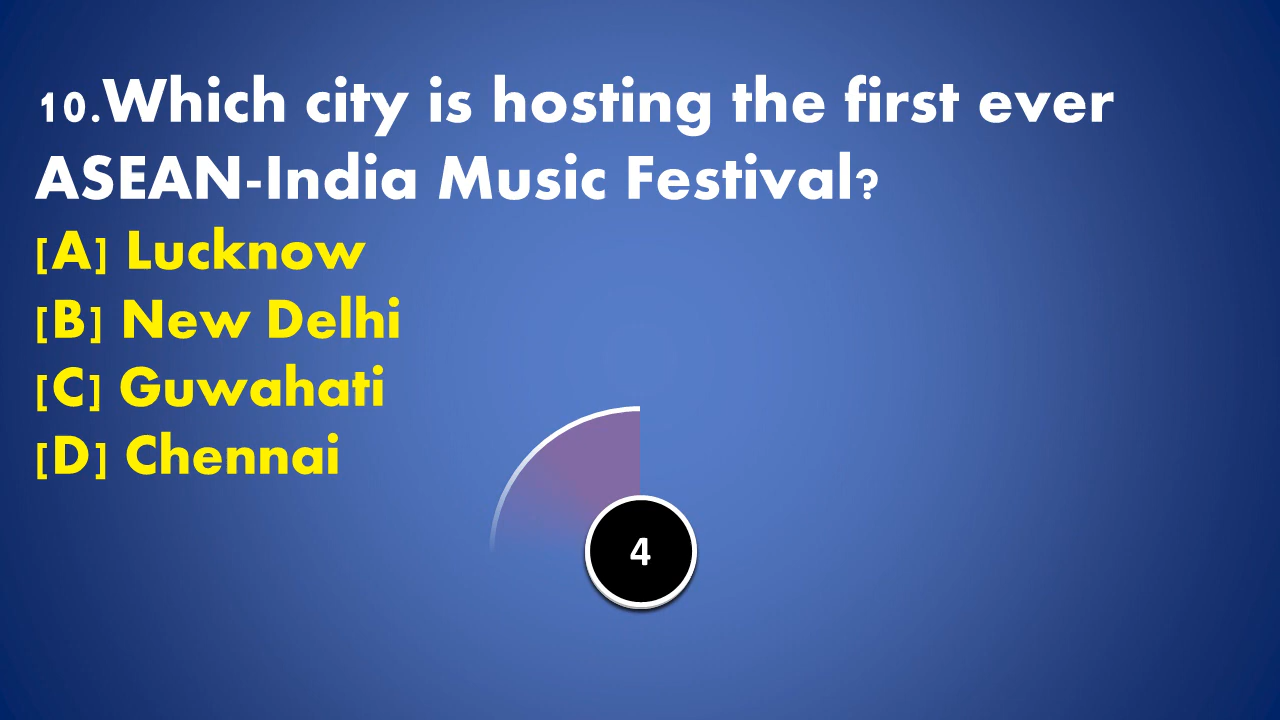 10.Which city is hosting the first ever
ASEAN-India Music Festival?
[A] Lucknow
[B] New Delhi
[C] Guwahati
[D] Chennai
4